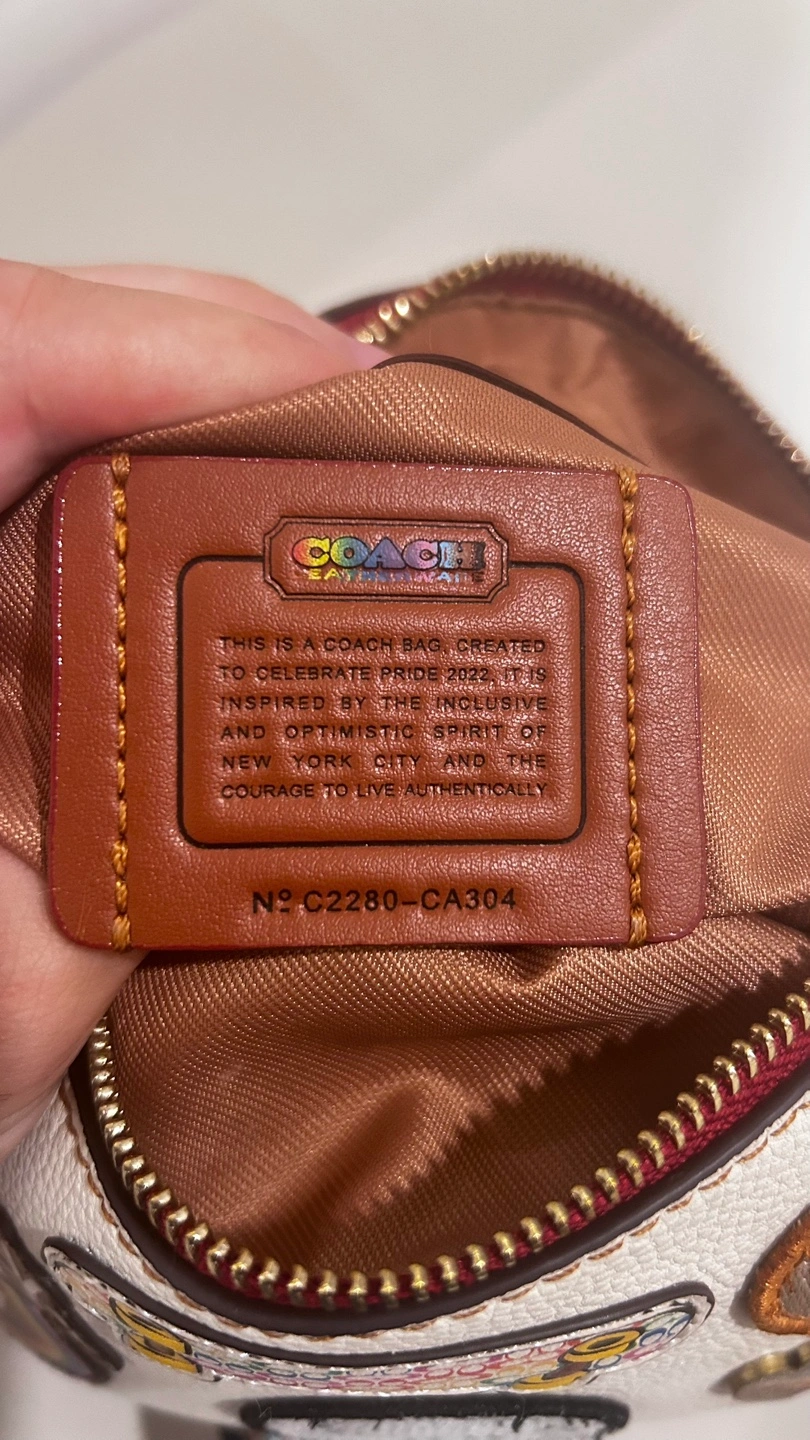 COACH
LEATHERWARE
THIS IS A COACH BAG, CREATED
TO CELEBRATE PRIDE 2022, IT IS
INSPIRED BY THE INCLUSIVE
AND OPTIMISTIC SPIRIT OF
NEW YORK CITY AND THE
COURAGE TO LIVE AUTHENTICALLY
Nº C2280–CA304